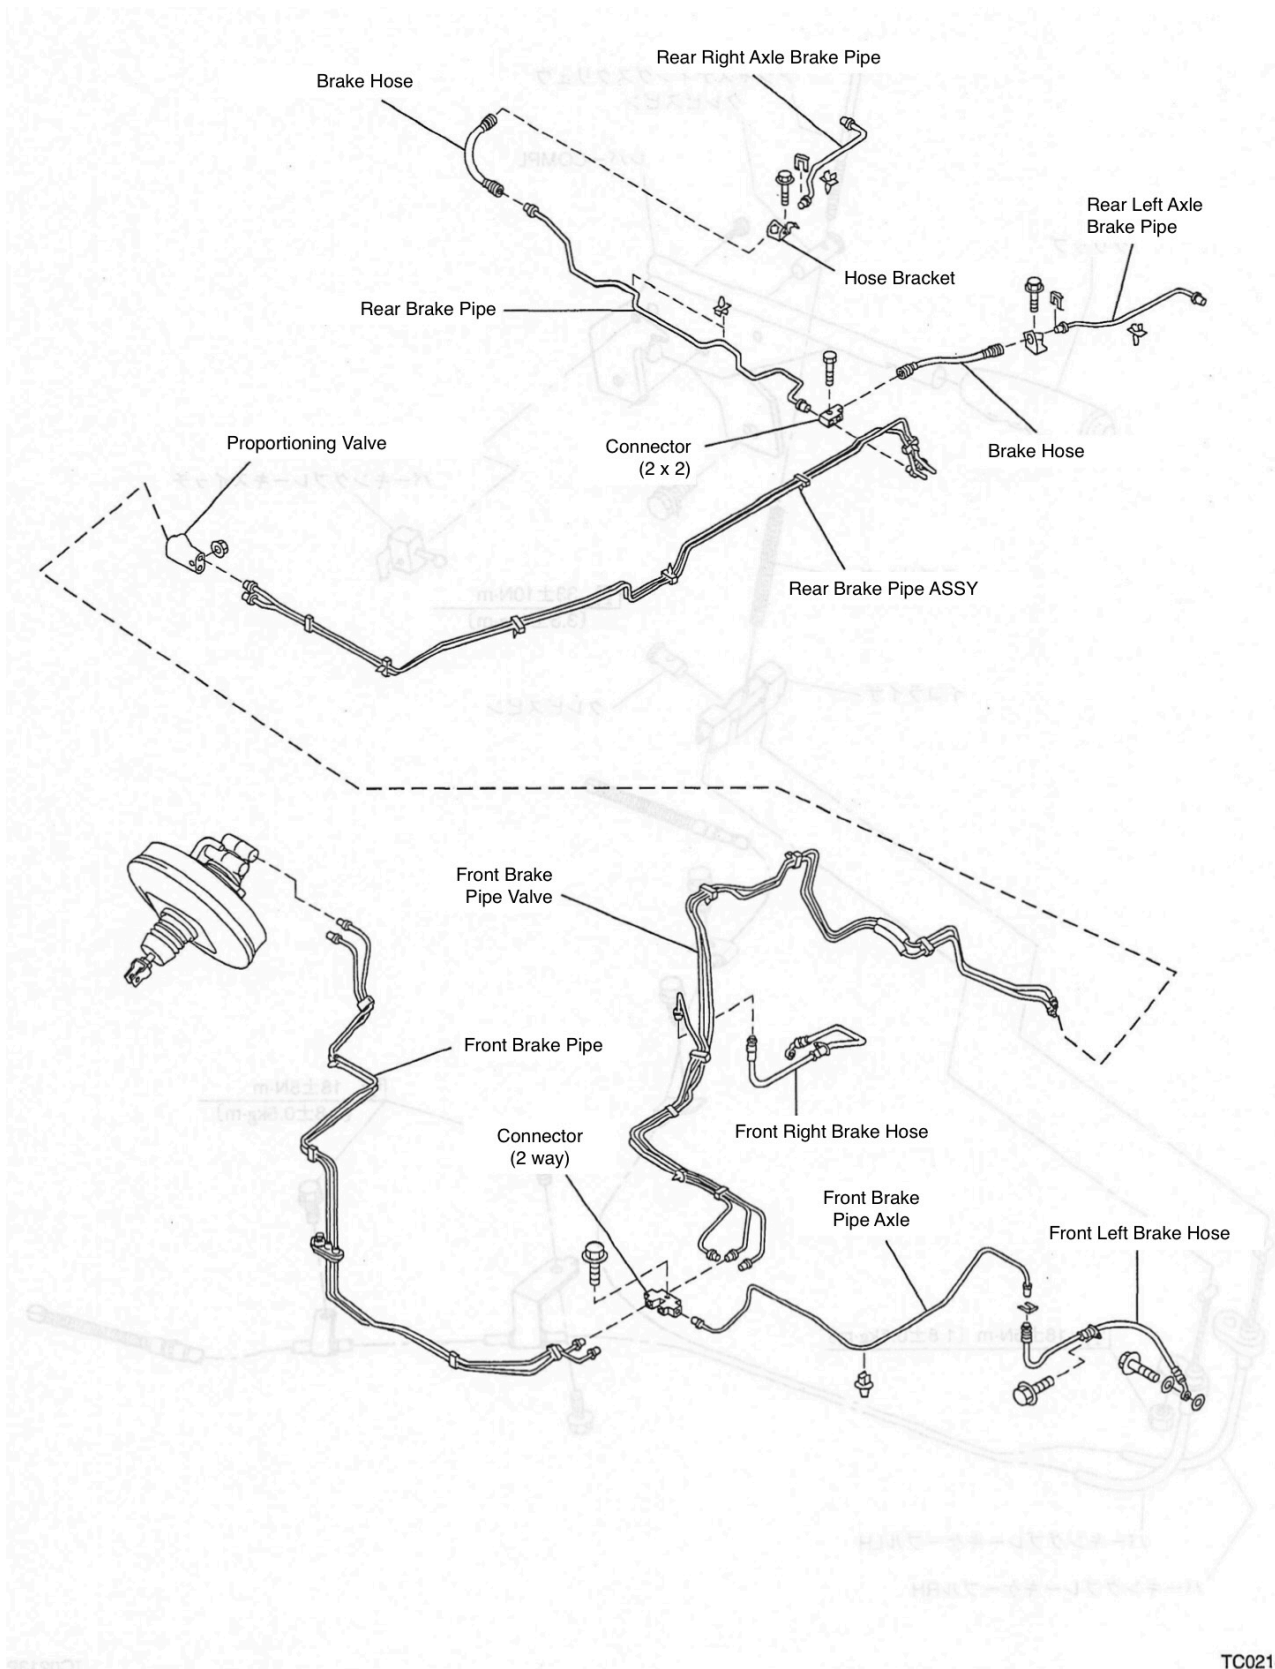 Rear Right Axle Brake Pipe
Brake Hose
Rear Left Axle
Brake Pipe
Hose Bracket
Rear Brake Pipe
Proportioning Valve
Connector
(2 x 2)
Brake Hose
Rear Brake Pipe ASSY
Front Brake
Pipe Valve
Front Brake Pipe
Connector
(2 way)
Front Right Brake Hose
Front Brake
Pipe Axle
Front Left Brake Hose
TC021